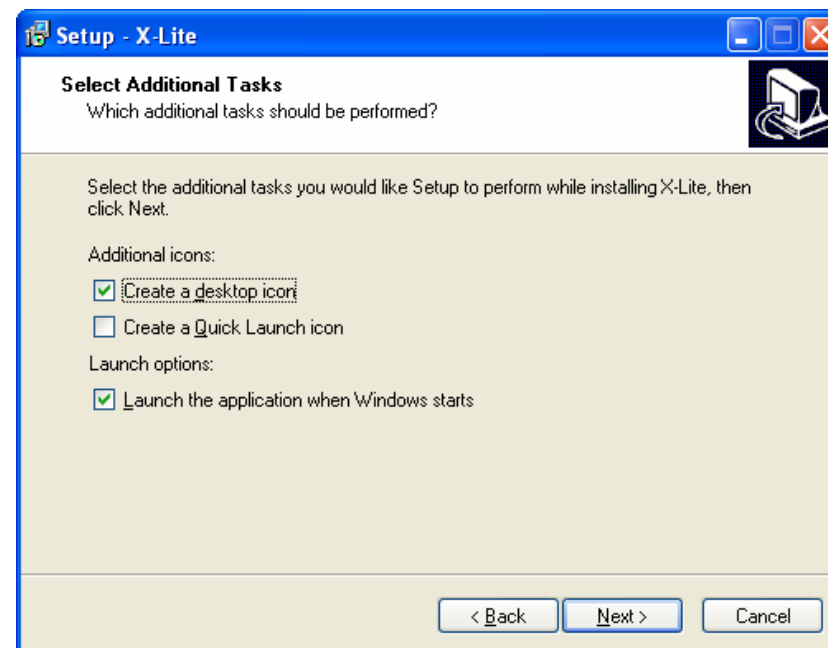 Setup - X-Lite
Select Additional Tasks
Which additional tasks should be performed?
Select the additional tasks you would like Setup to perform while installing X-Lite, then
click Next.
Additional icons:
Create a desktop icon
Create a Quick Launch icon
Launch options:
Launch the application when Windows starts
< Back Next > Cancel